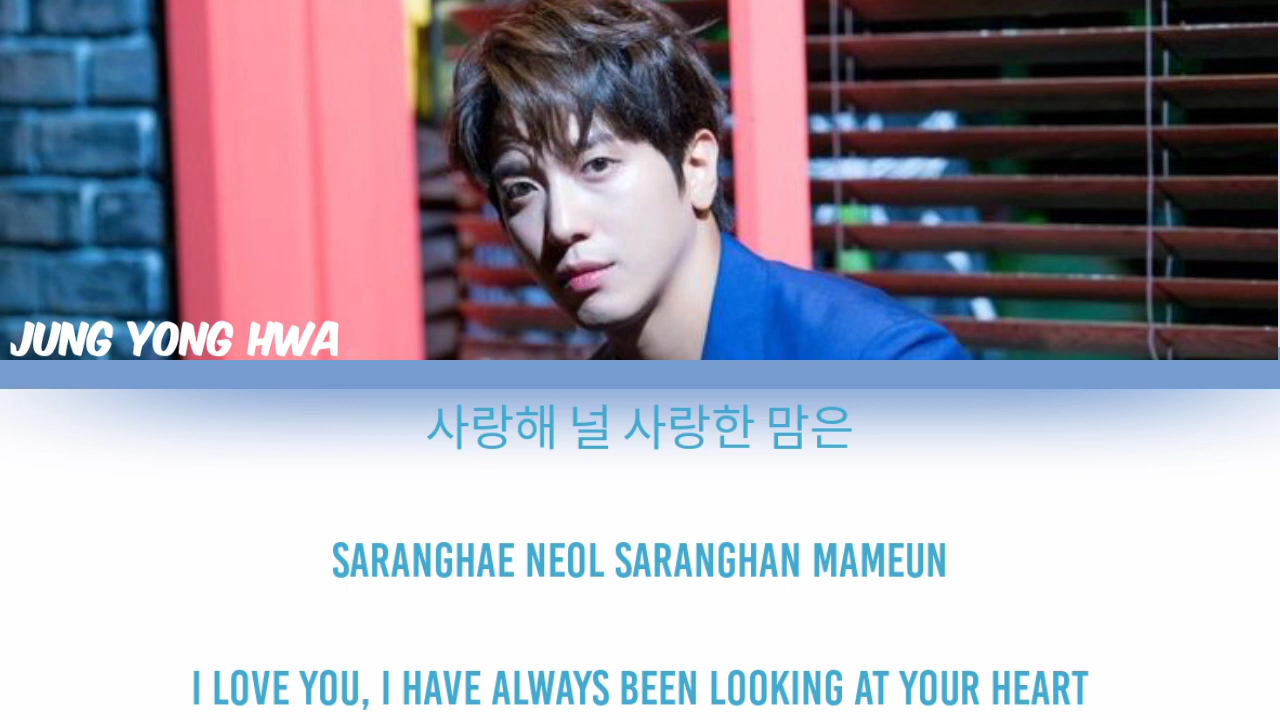 JUNG YONG HWA
사랑해 널 사랑한 맘은
SARANGHAE NEOL SARANGHAN MAMEUN
I LOVE YOU, I HAVE ALWAYS BEEN LOOKING AT YOUR HEART